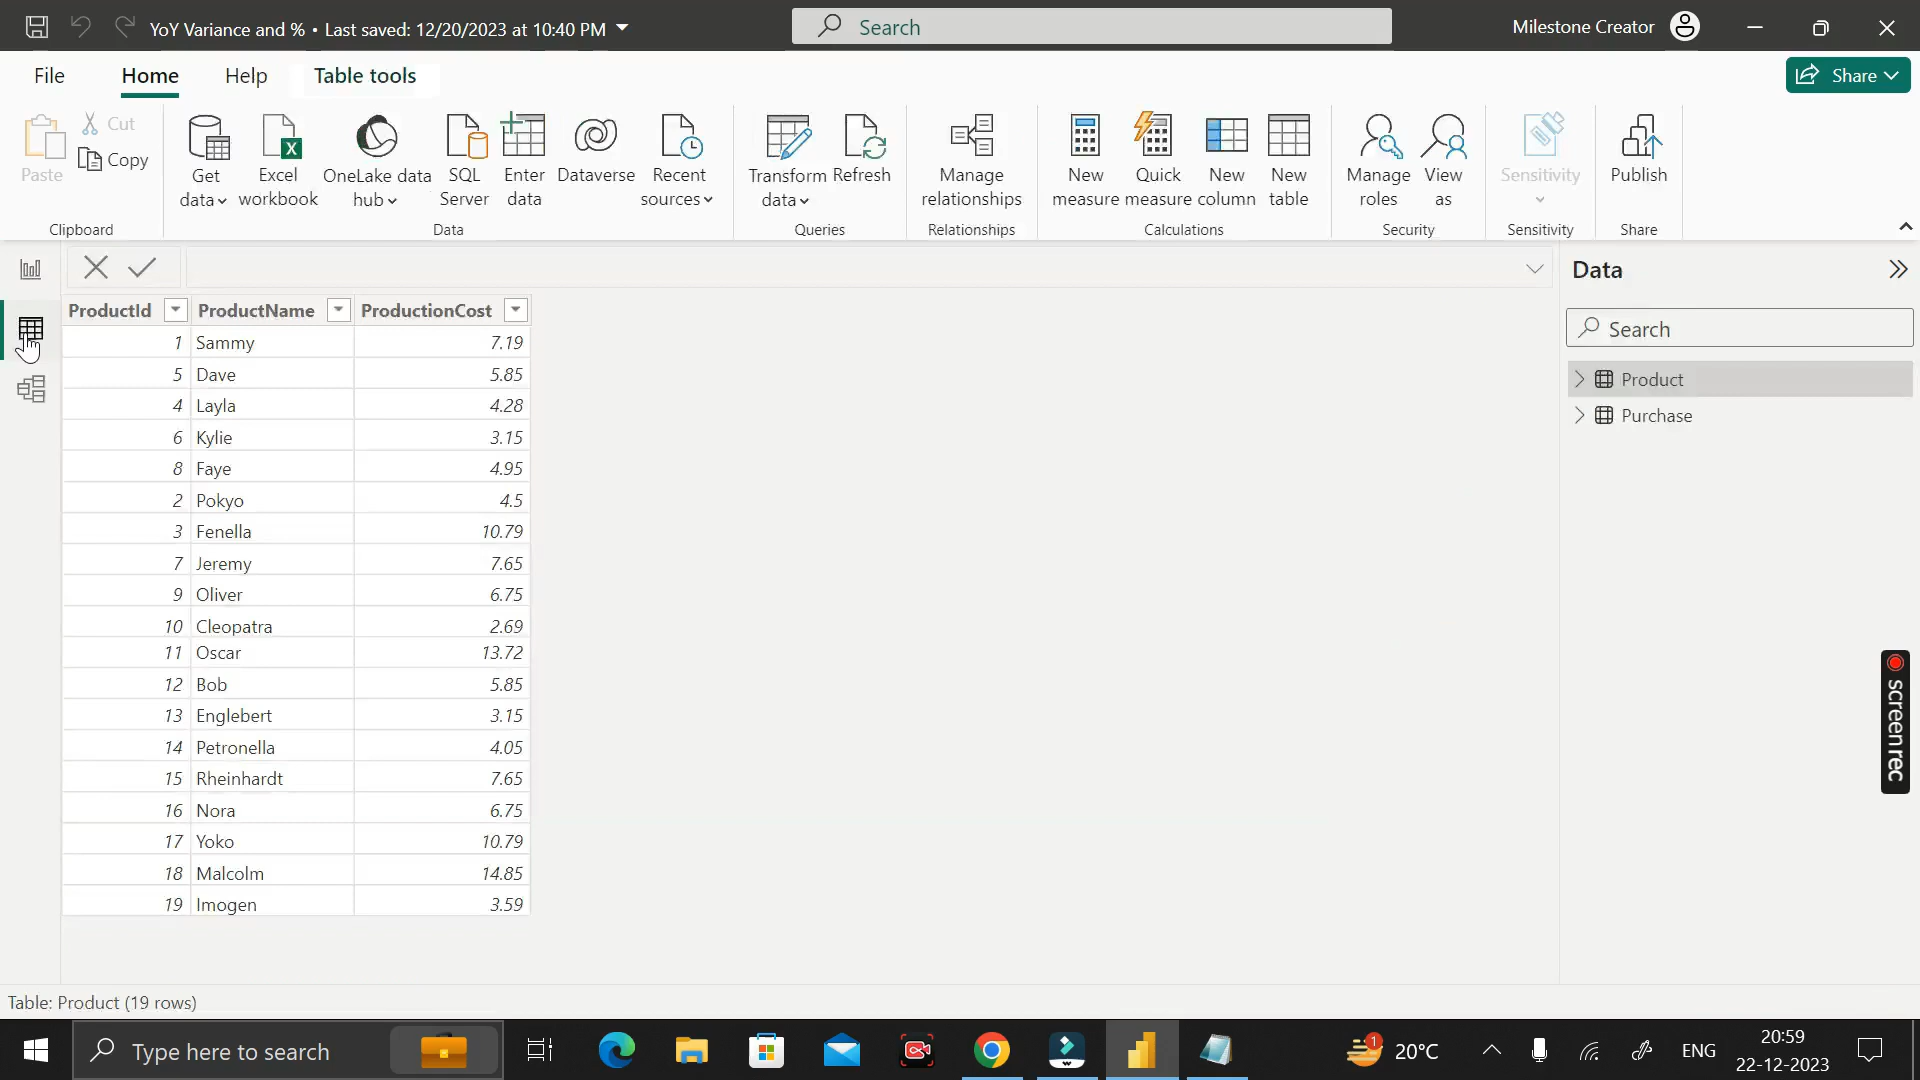 YoY Variance and % • Last saved: 12/20/2023 at 10:40 PM
Search
Milestone Creator
File
Home
Help
Table tools
Share
Paste
Cut
Copy
Clipboard
Get data
Excel workbook
OneLake data hub
SQL Server
Enter data
Dataverse
Recent sources
Data
Transform data
Refresh
Queries
Manage relationships
Relationships
New measure
Quick measure
New column
New table
Calculations
Manage roles
View as
Security
Sensitivity
Sensitivity
Publish
Share
ProductId ProductName ProductionCost
1 Sammy 7.19
5 Dave 5.85
4 Layla 4.28
6 Kylie 3.15
8 Faye 4.95
2 Pokyo 4.5
3 Fenella 10.79
7 Jeremy 7.65
9 Oliver 6.75
10 Cleopatra 2.69
11 Oscar 13.72
12 Bob 5.85
13 Englebert 3.15
14 Petronella 4.05
15 Rheinhardt 7.65
16 Nora 6.75
17 Yoko 10.79
18 Malcolm 14.85
19 Imogen 3.59
Data
Search
Product
Purchase
screenrec
Table: Product (19 rows)
Type here to search
1
20°C
ENG
20:59
22-12-2023